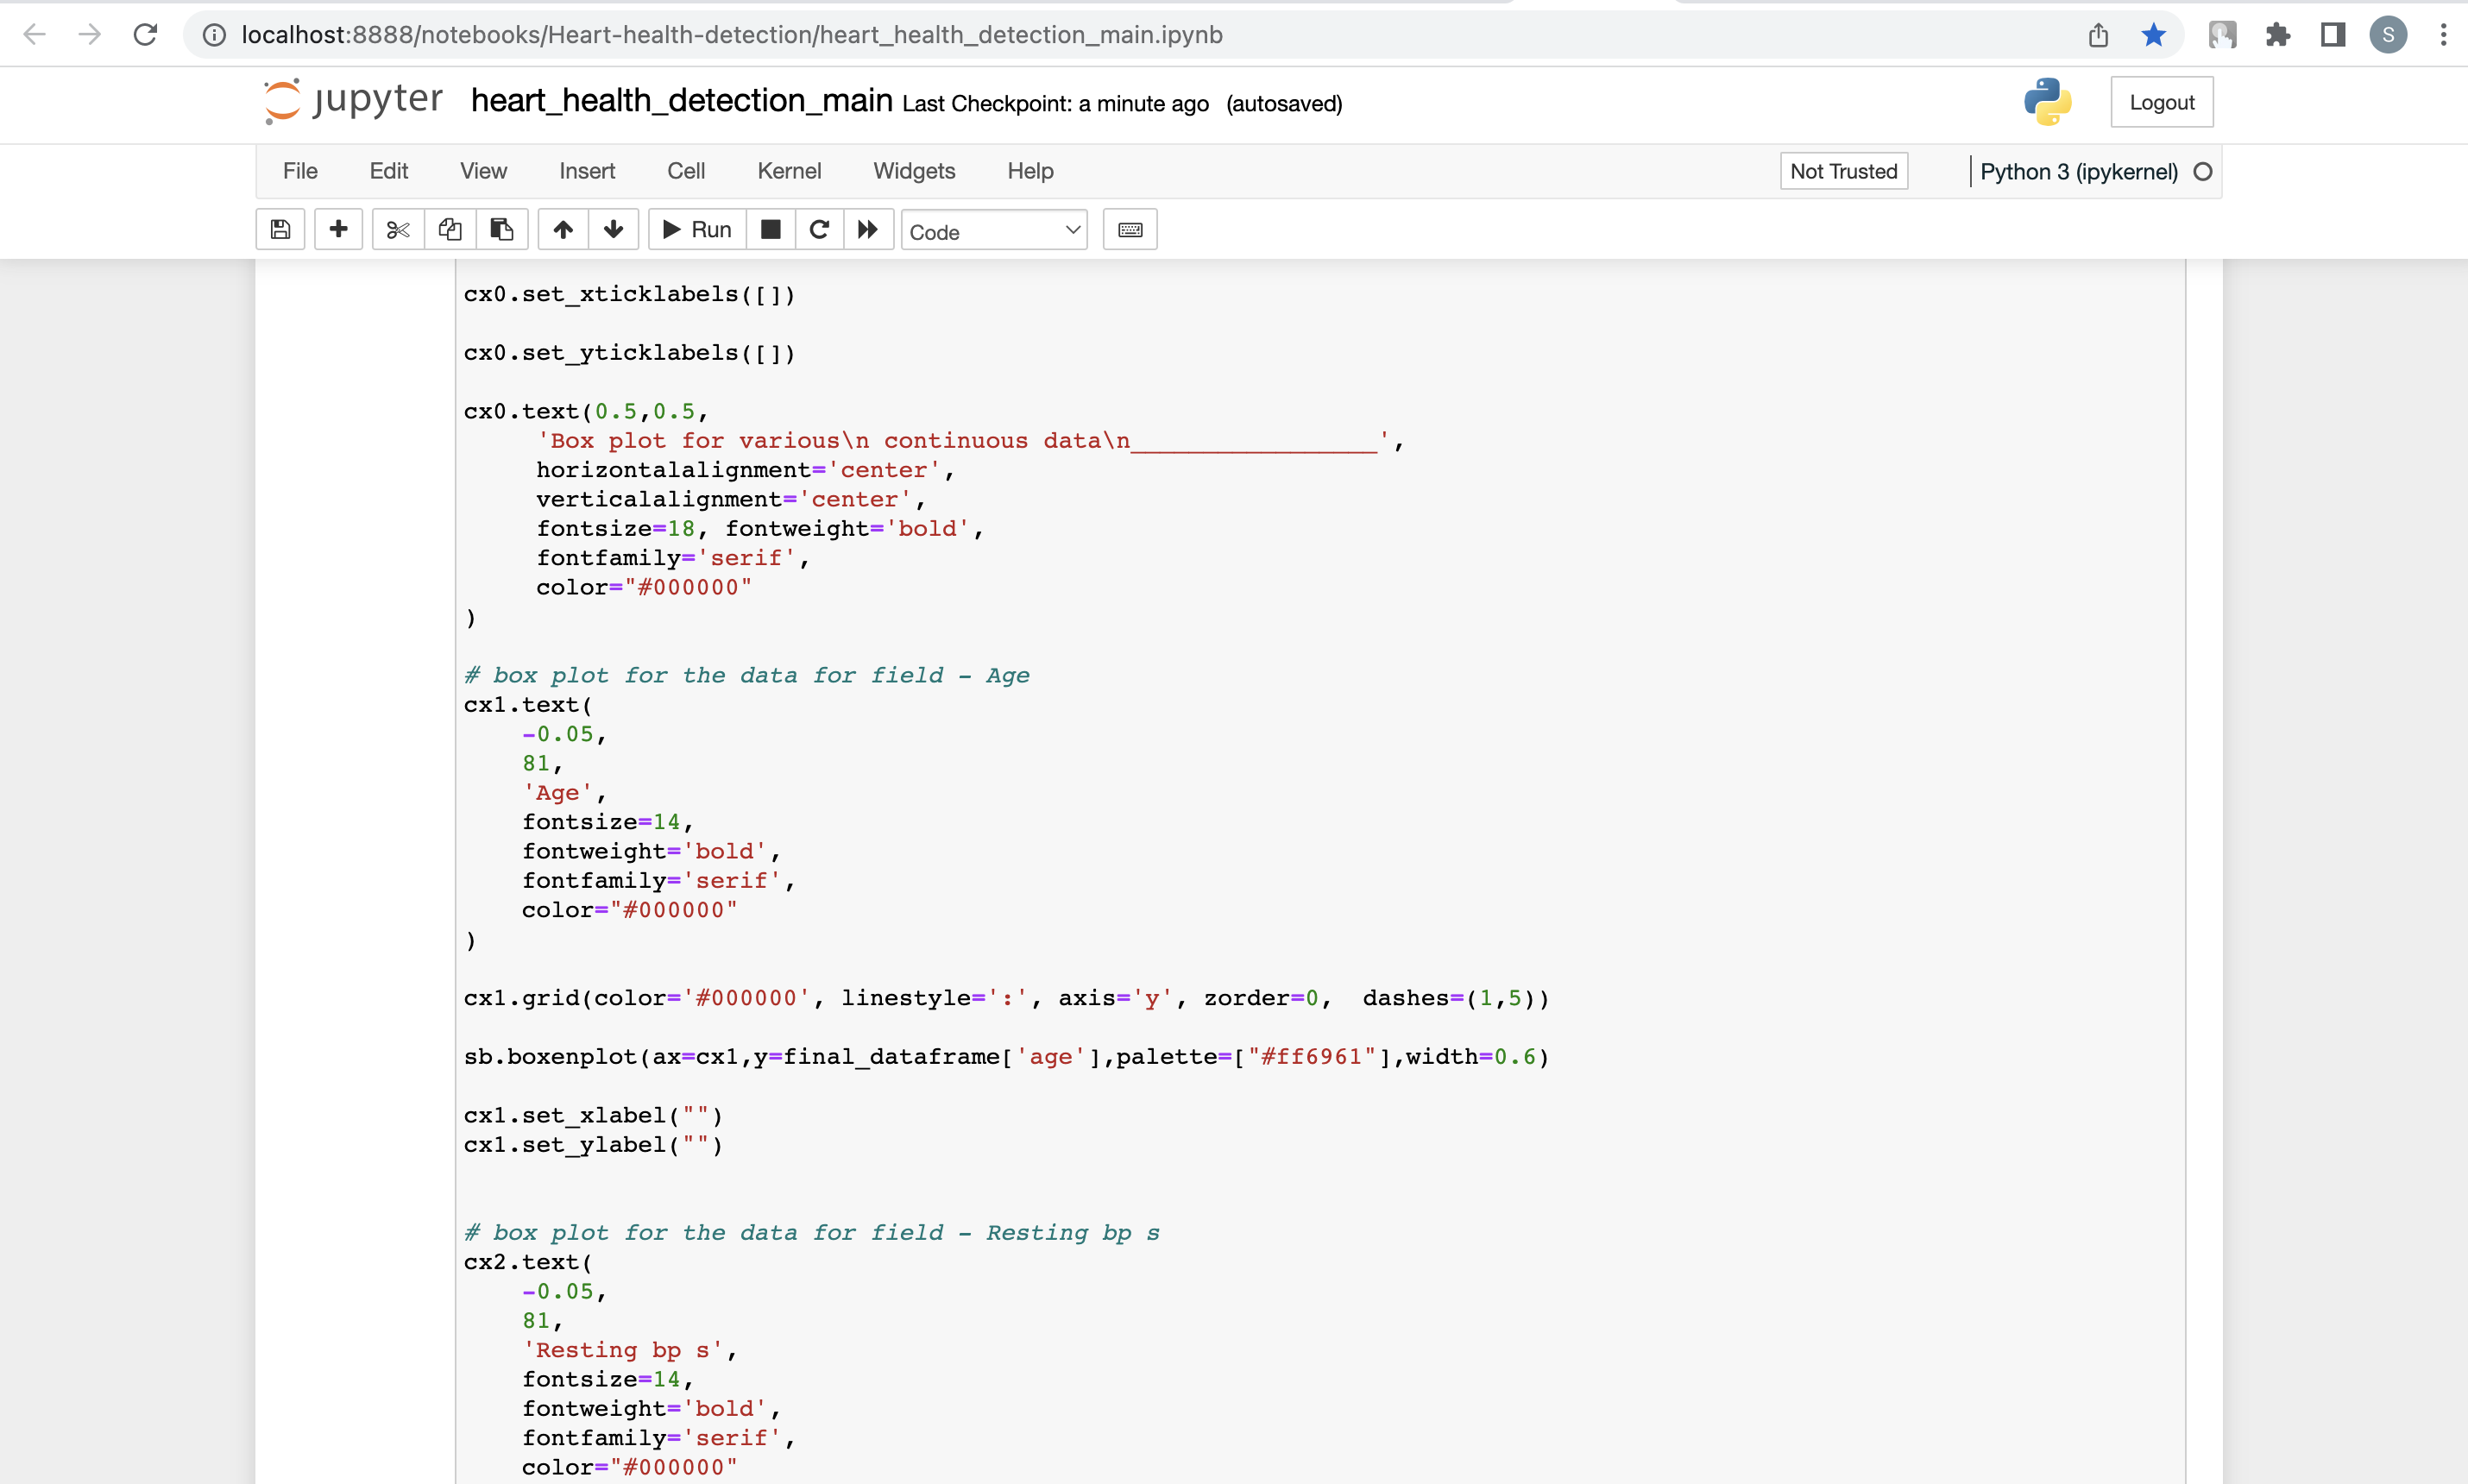 localhost:8888/notebooks/Heart-health-detection/heart_health_detection_main.ipynb
S
jupyter heart_health_detection_main Last Checkpoint: a minute ago (autosaved)
Logout
File Edit View Insert Cell Kernel Widgets Help
Not Trusted
Python 3 (ipykernel)
Run
Code
cx0.set_xticklabels([])
cx0.set_yticklabels([])
cx0.text(0.5,0.5,
'Box plot for various\n continuous data\n_________________',
horizontalalignment='center',
verticalalignment='center',
fontsize=18, fontweight='bold',
fontfamily='serif',
color="#000000"
)
# box plot for the data for field - Age
cx1.text(
-0.05,
81,
'Age',
fontsize=14,
fontweight='bold',
fontfamily='serif',
color="#000000"
)
cx1.grid(color='#000000', linestyle=':', axis='y', zorder=0,  dashes=(1,5))
sb.boxenplot(ax=cx1,y=final_dataframe['age'],palette=["#ff6961"],width=0.6)
cx1.set_xlabel("")
cx1.set_ylabel("")
# box plot for the data for field - Resting bp s
cx2.text(
-0.05,
81,
'Resting bp s',
fontsize=14,
fontweight='bold',
fontfamily='serif',
color="#000000"